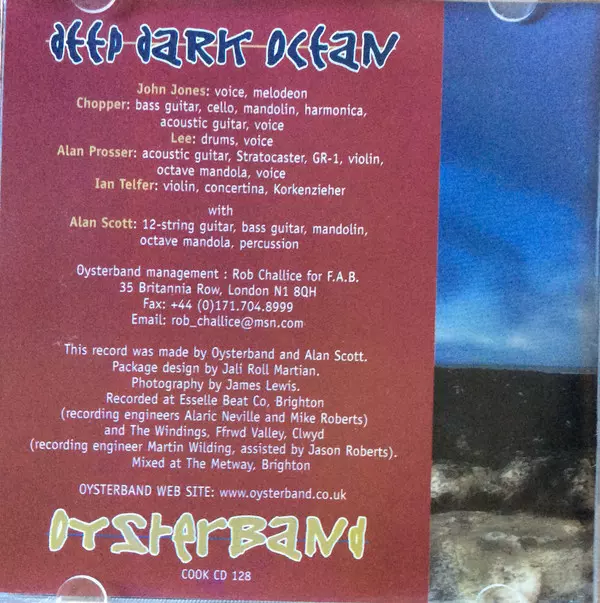 deep dark ocean
John Jones: voice, melodeon
Chopper: bass guitar, cello, mandolin, harmonica,
acoustic guitar, voice
Lee: drums, voice
Alan Prosser: acoustic guitar, Stratocaster, GR-1, violin,
octave mandola, voice
Ian Telfer: violin, concertina, Korkenzieher
with
Alan Scott: 12-string guitar, bass guitar, mandolin,
octave mandola, percussion
Oysterband management : Rob Challice for F.A.B.
35 Britannia Row, London N1 8QH
Fax: +44 (0)171.704.8999
Email: rob_challice@msn.com
This record was made by Oysterband and Alan Scott.
Package design by Jali Roll Martian.
Photography by James Lewis.
Recorded at Esselle Beat Co, Brighton
(recording engineers Alaric Neville and Mike Roberts)
and The Windings, Ffrwd Valley, Clwyd
(recording engineer Martin Wilding, assisted by Jason Roberts).
Mixed at The Metway, Brighton
OYSTERBAND WEB SITE: www.oysterband.co.uk
OYSterBANd
COOK CD 128